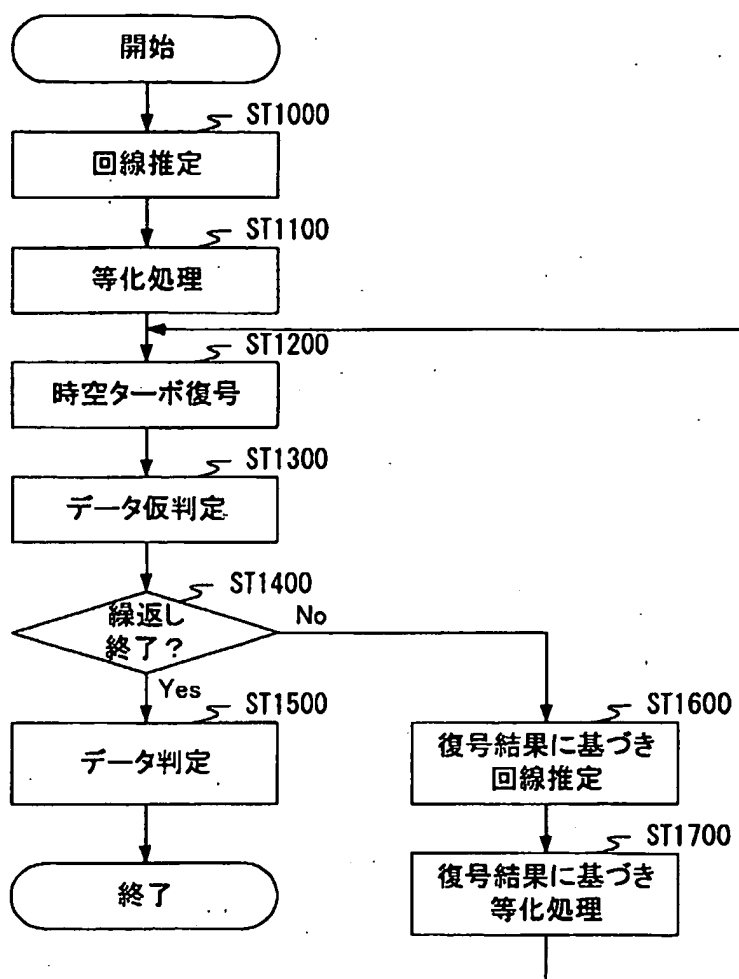 開始
ST1000
回線推定
ST1100
等化処理
ST1200
時空ターボ復号
ST1300
データ仮判定
ST1400
繰返し
終了?
No
Yes
ST1500
データ判定
終了
ST1600
復号結果に基づき
回線推定
ST1700
復号結果に基づき
等化処理